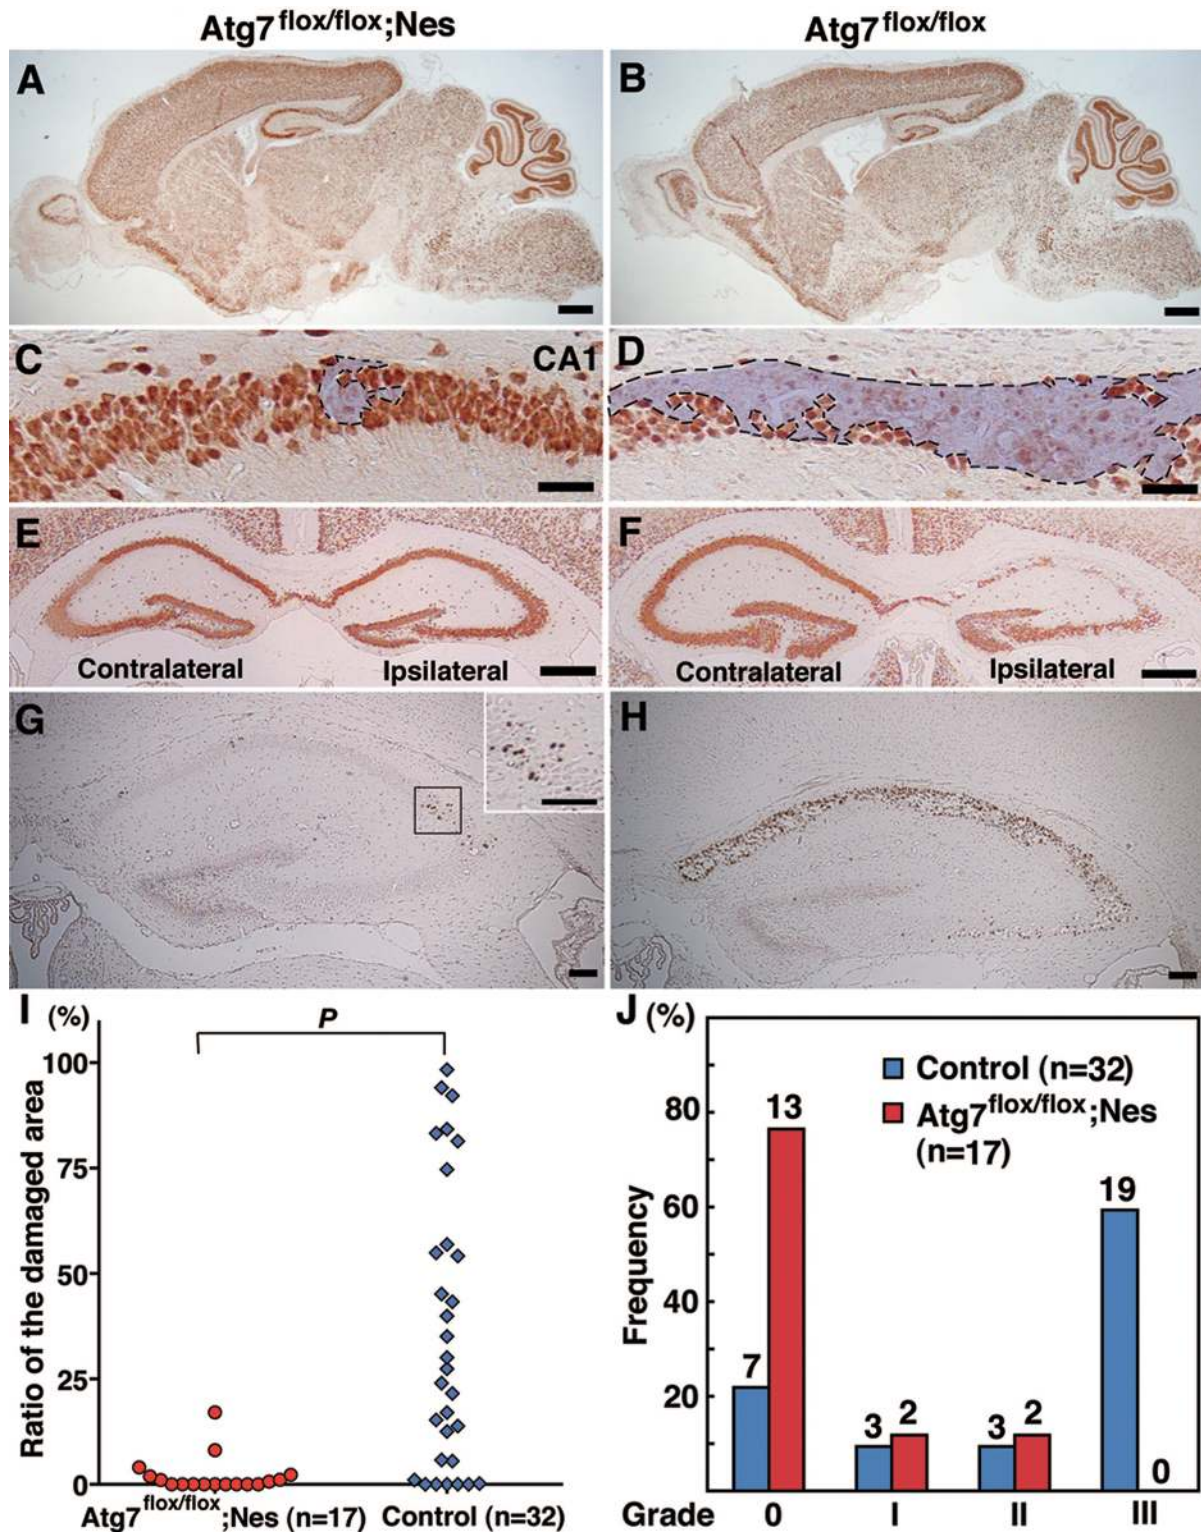 Atg7flox/flox;Nes
Atg7flox/flox
A
B
C
CA1
D
E
Contralateral
Ipsilateral
F
Contralateral
Ipsilateral
G
H
I (%)
P
100
75
50
25
0
Ratio of the damaged area
Atg7flox/flox;Nes (n=17)
Control (n=32)
J (%)
Control (n=32)
Atg7flox/flox;Nes
(n=17)
80
60
40
20
Frequency
7
13
3
2
3
2
19
0
Grade
0
I
II
III